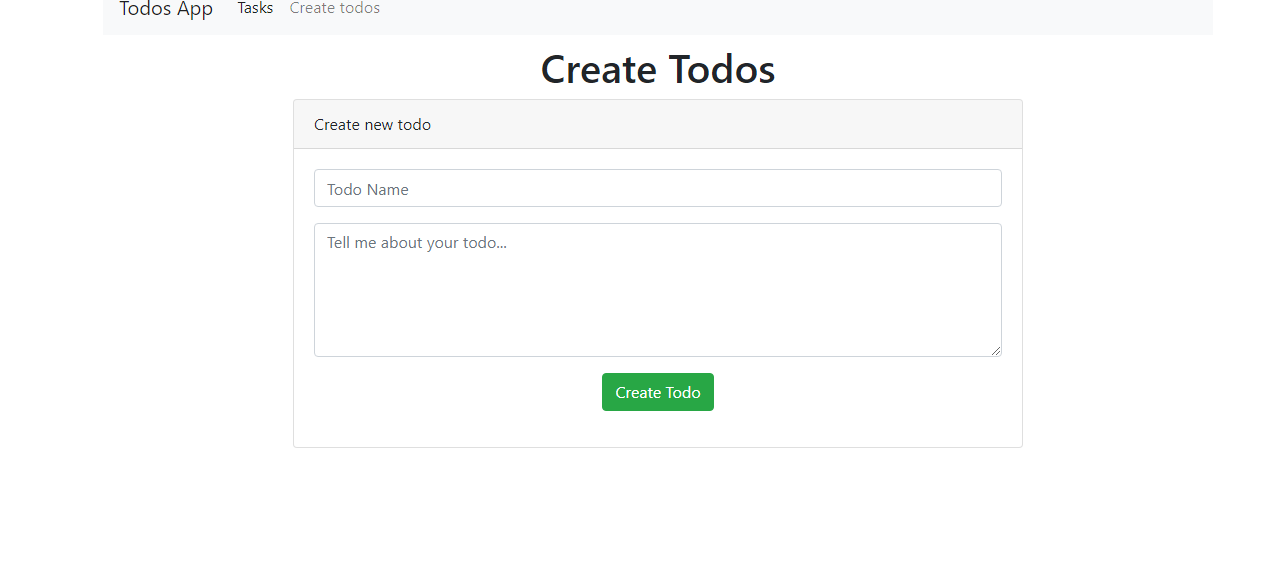 Todos App Tasks Create todos
Create Todos
Create new todo
Todo Name
Tell me about your todo...
Create Todo